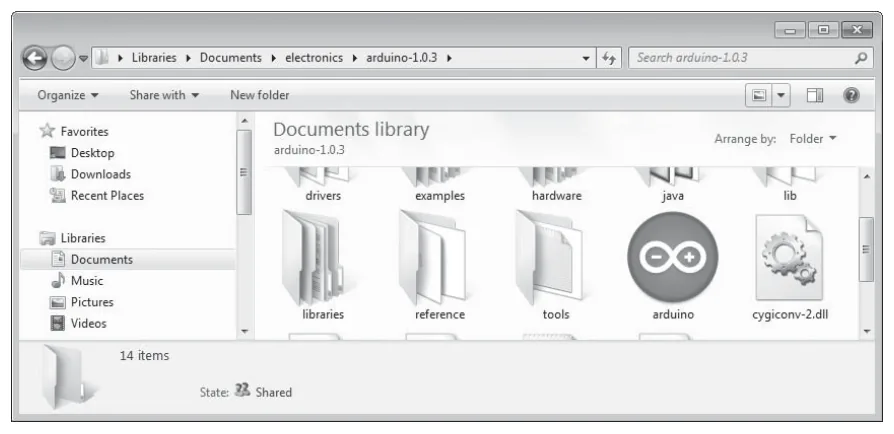 Libraries Documents electronics arduino-1.0.3
Search arduino-1.0.3
Organize Share with New folder
Favorites
Desktop
Downloads
Recent Places
Libraries
Documents
Music
Pictures
Videos
Documents library
arduino-1.0.3
Arrange by: Folder
drivers examples hardware java lib
libraries reference tools arduino cygiconv-2.dll
14 items
State: Shared